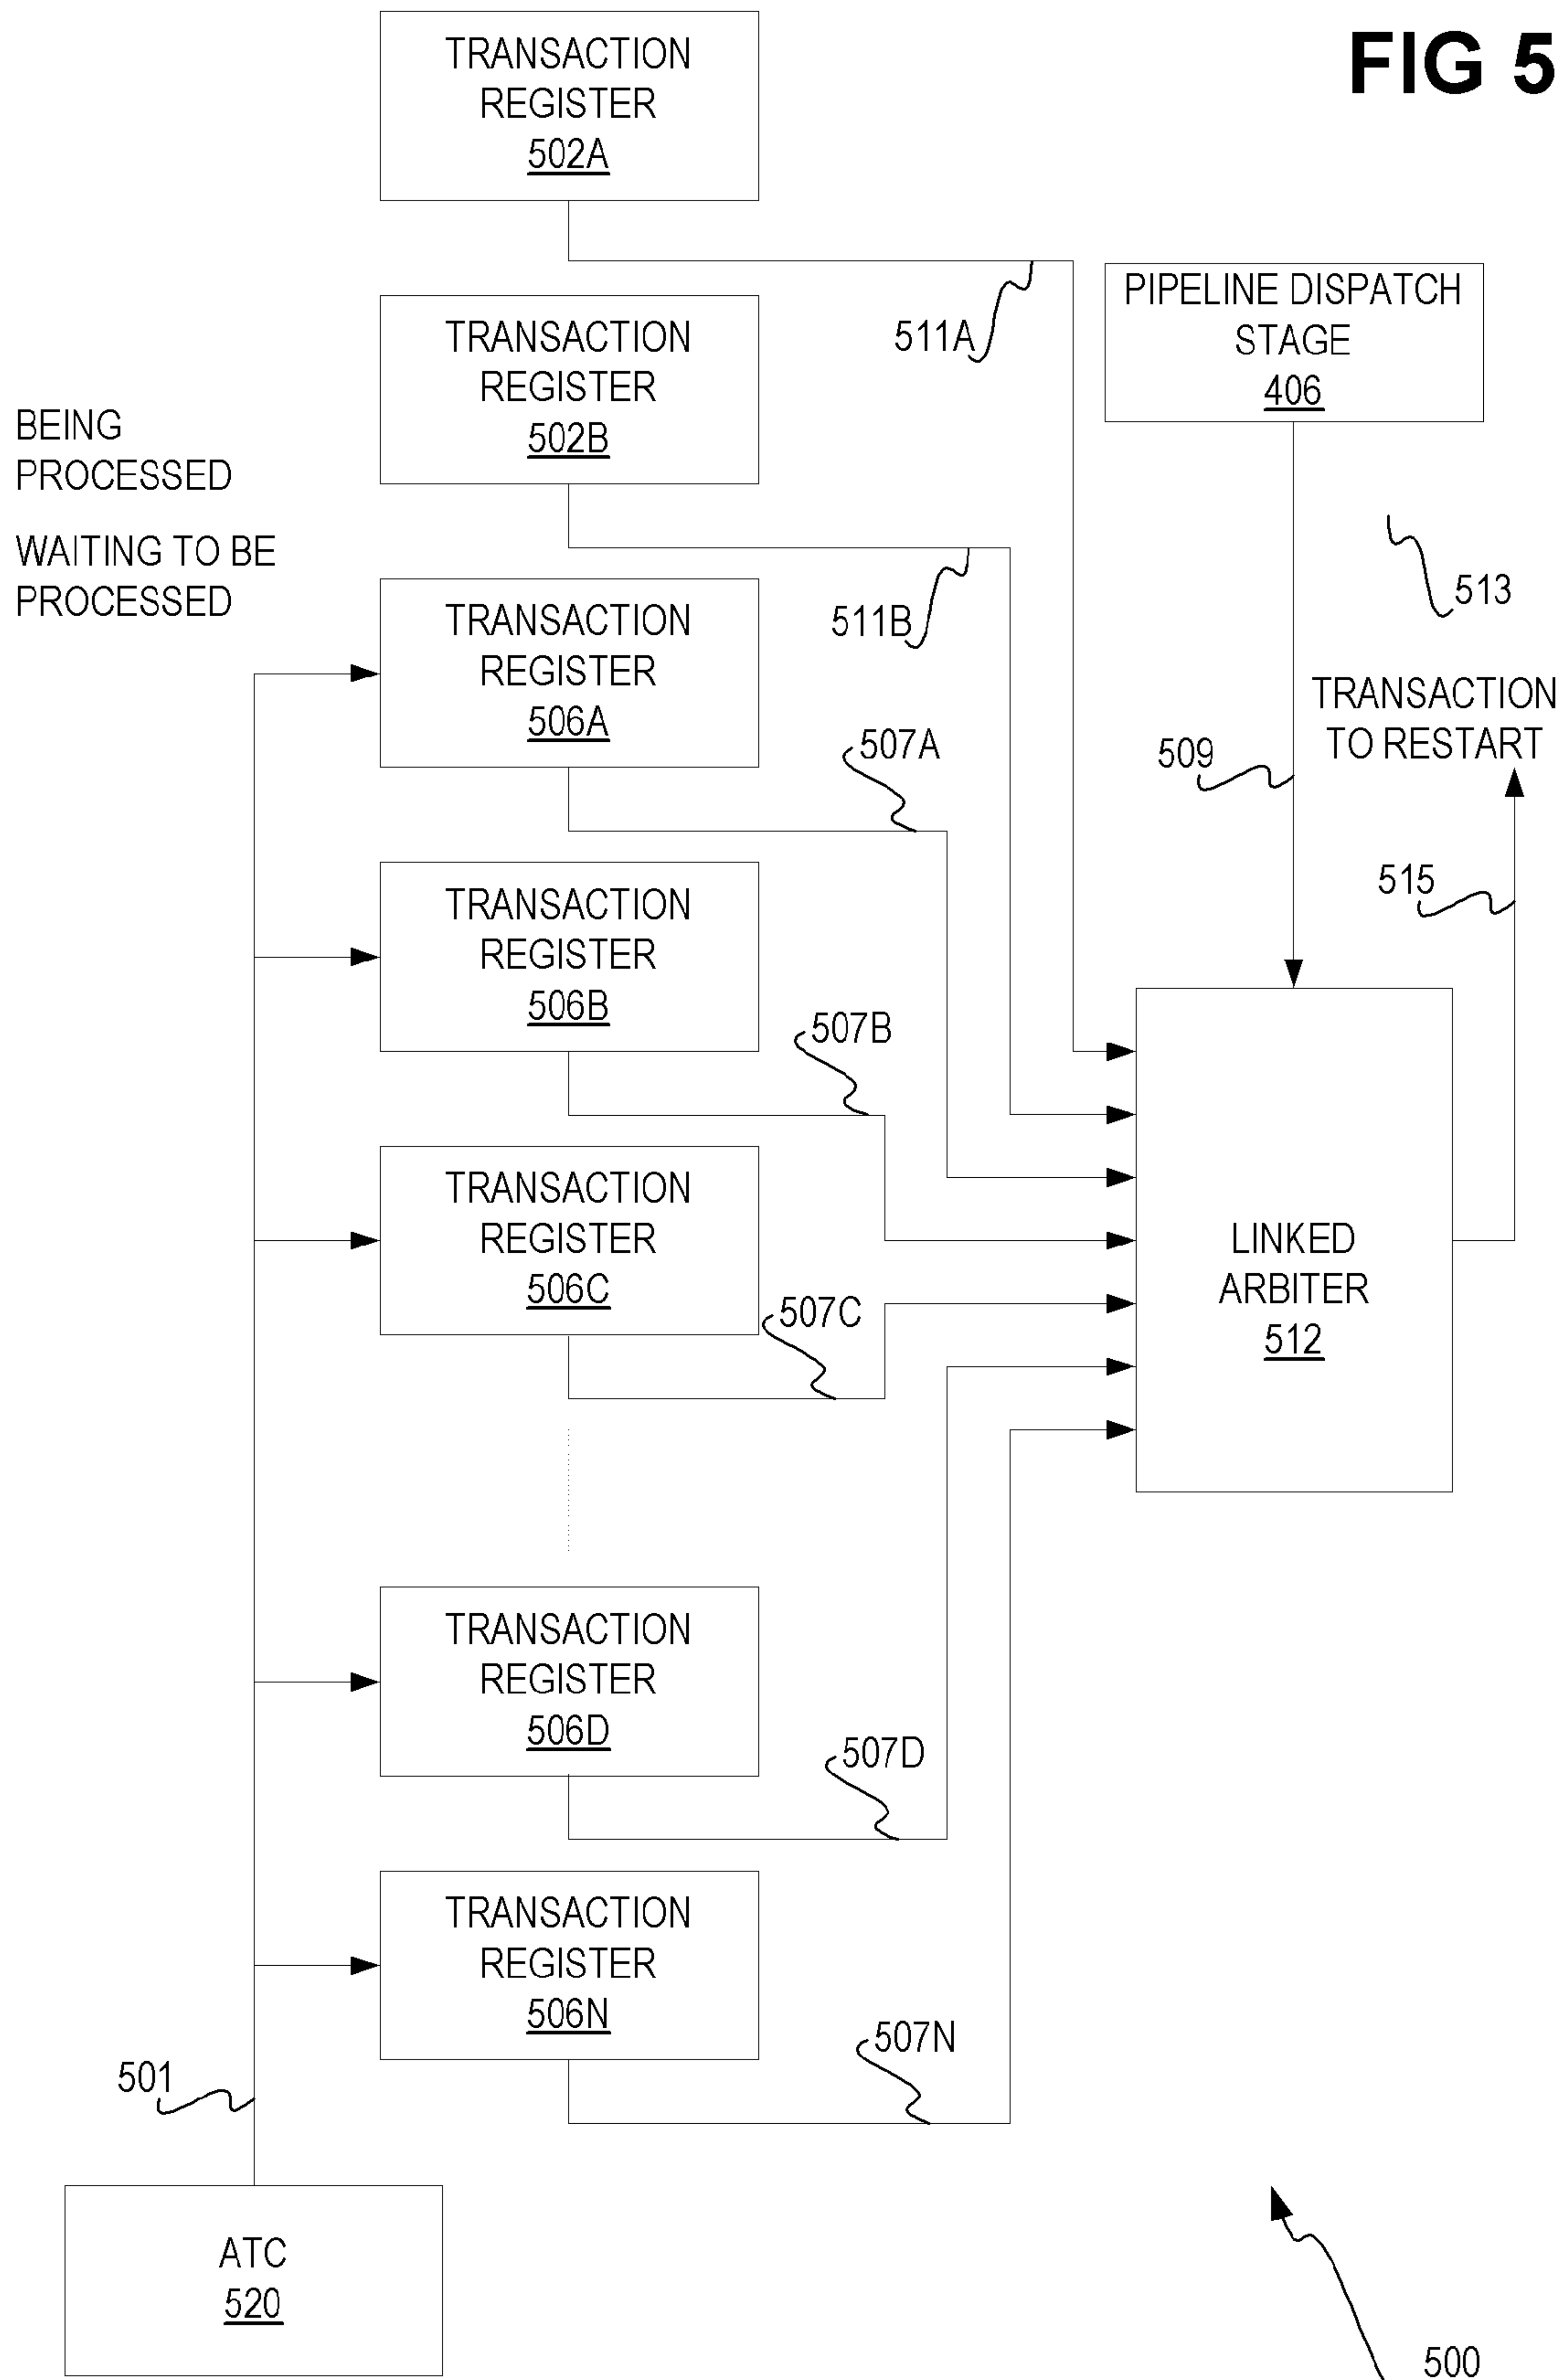 FIG 5
TRANSACTION
REGISTER
502A
PIPELINE DISPATCH
STAGE
406
511A
TRANSACTION
REGISTER
502B
BEING
PROCESSED
WAITING TO BE
PROCESSED
513
511B
TRANSACTION
REGISTER
506A
TRANSACTION
TO RESTART
507A
509
515
TRANSACTION
REGISTER
506B
507B
TRANSACTION
REGISTER
506C
507C
LINKED
ARBITER
512
TRANSACTION
REGISTER
506D
507D
TRANSACTION
REGISTER
506N
507N
501
ATC
520
500